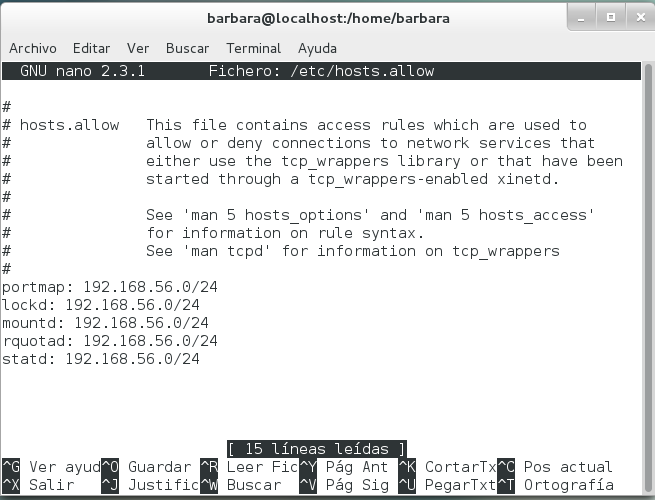 barbara@localhost:/home/barbara
Archivo Editar Ver Buscar Terminal Ayuda
GNU nano 2.3.1 Fichero: /etc/hosts.allow
#
# hosts.allow This file contains access rules which are used to
# allow or deny connections to network services that
# either use the tcp_wrappers library or that have been
# started through a tcp_wrappers-enabled xinetd.
#
# See 'man 5 hosts_options' and 'man 5 hosts_access'
# for information on rule syntax.
# See 'man tcpd' for information on tcp_wrappers
#
portmap: 192.168.56.0/24
lockd: 192.168.56.0/24
mountd: 192.168.56.0/24
rquotad: 192.168.56.0/24
statd: 192.168.56.0/24
[ 15 líneas leídas ]
^G Ver ayud^O Guardar ^R Leer Fic^Y Pág Ant ^K CortarTx^C Pos actual
^X Salir ^J Justific^W Buscar ^V Pág Sig ^U PegarTxt^T Ortografía